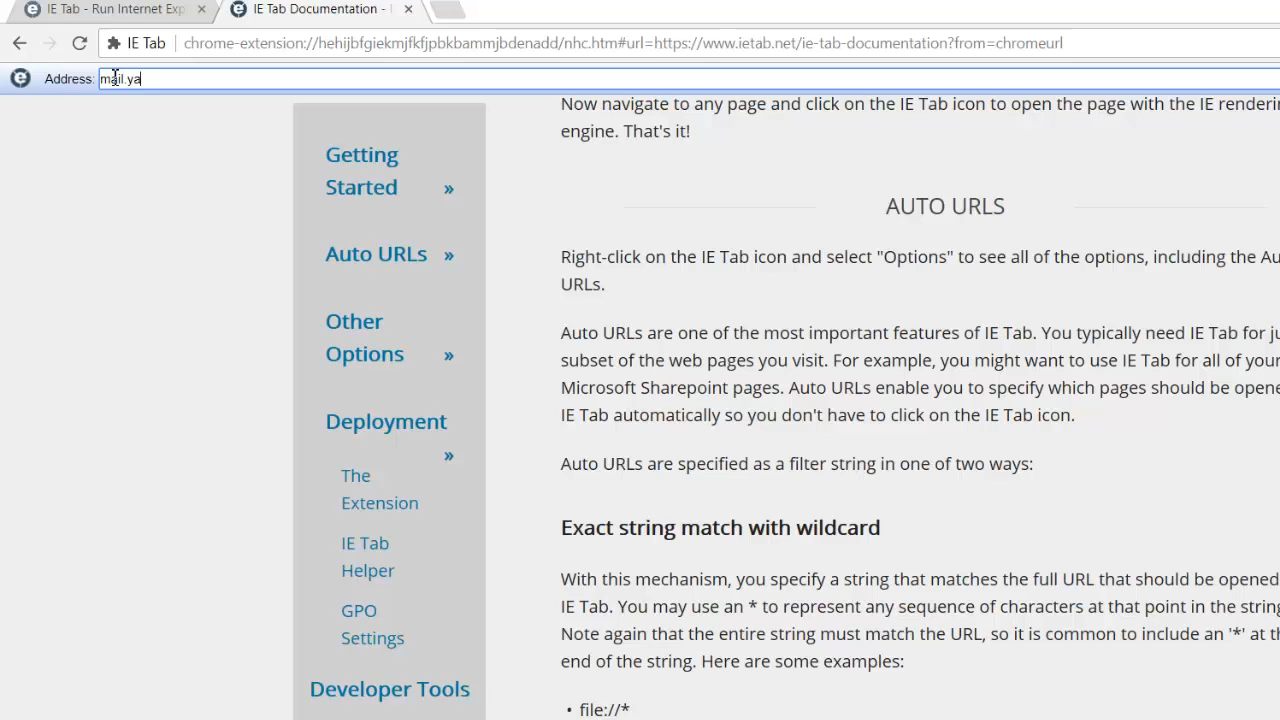 IE Tab - Run Internet Exp
IE Tab Documentation -
IE Tab
chrome-extension://hehijbfgiekmjfkfjpbkbammjbdenadd/nhc.htm#url=https://www.ietab.net/ie-tab-documentation?from=chromeurl
Address: mail.ya
Getting
Started »
Auto URLs »
Other
Options »
Deployment
»
The
Extension
IE Tab
Helper
GPO
Settings
Developer Tools
Now navigate to any page and click on the IE Tab icon to open the page with the IE renderin
engine. That's it!
AUTO URLS
Right-click on the IE Tab icon and select "Options" to see all of the options, including the Au
URLs.
Auto URLs are one of the most important features of IE Tab. You typically need IE Tab for ju
subset of the web pages you visit. For example, you might want to use IE Tab for all of your
Microsoft Sharepoint pages. Auto URLs enable you to specify which pages should be opene
IE Tab automatically so you don't have to click on the IE Tab icon.
Auto URLs are specified as a filter string in one of two ways:
Exact string match with wildcard
With this mechanism, you specify a string that matches the full URL that should be opened
IE Tab. You may use an * to represent any sequence of characters at that point in the string
Note again that the entire string must match the URL, so it is common to include an '*' at th
end of the string. Here are some examples:
• file://*